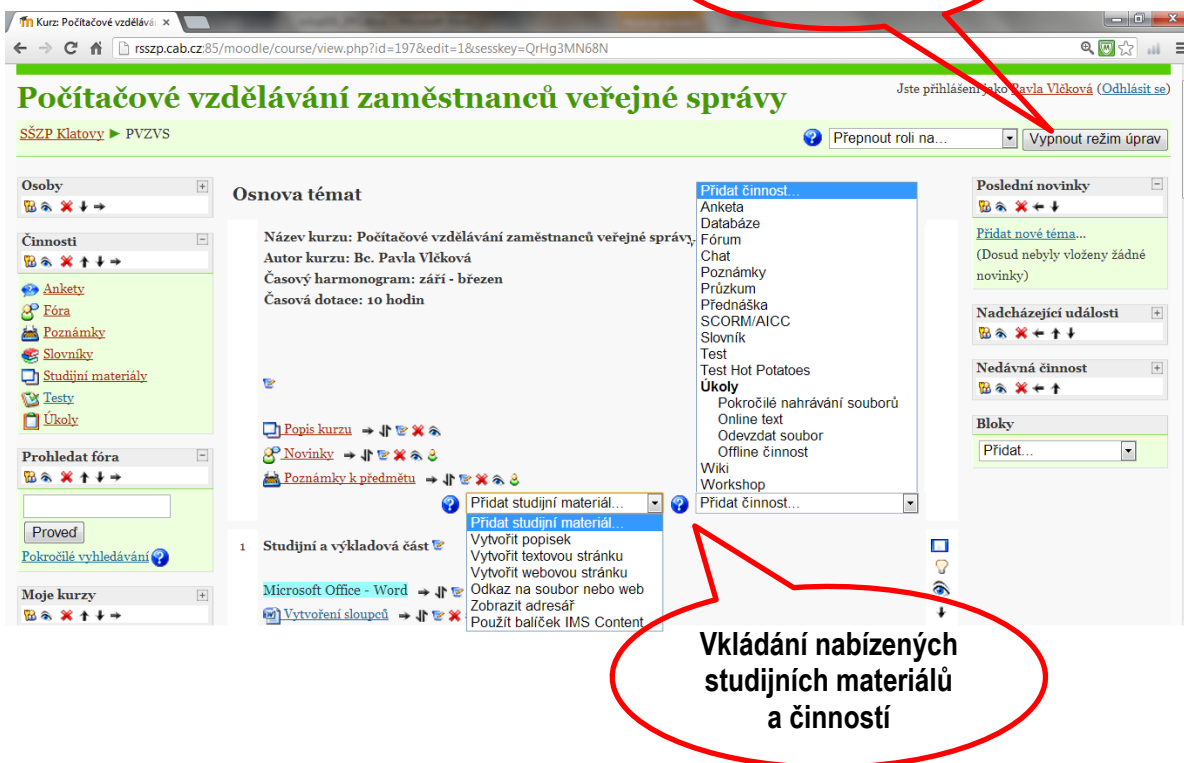 Kurz: Počítačové vzděláva
rsszp.cab.cz:85/moodle/course/view.php?id=197&edit=1&sesskey=QrHg3MN68N
Počítačové vzdělávání zaměstnanců veřejné správy
Jste přihlášeni jako Pavla Vlčková (Odhlásit se)
SŠZP Klatovy ► PVZVS
Přepnout roli na...
Vypnout režim úprav
Osoby
Činnosti
Ankety
Fóra
Poznámky
Slovníky
Studijní materiály
Testy
Úkoly
Prohledat fóra
Proveď
Pokročilé vyhledávání
Moje kurzy
Osnova témat
Název kurzu: Počítačové vzdělávání zaměstnanců veřejné správy
Autor kurzu: Bc. Pavla Vlčková
Časový harmonogram: září - březen
Časová dotace: 10 hodin
Popis kurzu
Novinky
Poznámky k předmětu
Přidat studijní materiál...
Přidat studijní materiál...
Vytvořit popisek
Vytvořit textovou stránku
Vytvořit webovou stránku
Odkaz na soubor nebo web
Zobrazit adresář
Použít balíček IMS Content
Přidat činnost...
Anketa
Databáze
Fórum
Chat
Poznámky
Průzkum
Přednáška
SCORM/AICC
Slovník
Test
Test Hot Potatoes
Úkoly
Pokročilé nahrávání souborů
Online text
Odevzdat soubor
Offline činnost
Wiki
Workshop
Přidat činnost...
1 Studijní a výkladová část
Microsoft Office - Word
Vytvoření sloupců
Poslední novinky
Přidat nové téma...
(Dosud nebyly vloženy žádné
novinky)
Nadcházející události
Nedávná činnost
Bloky
Přidat...
Vkládání nabízených
studijních materiálů
a činností